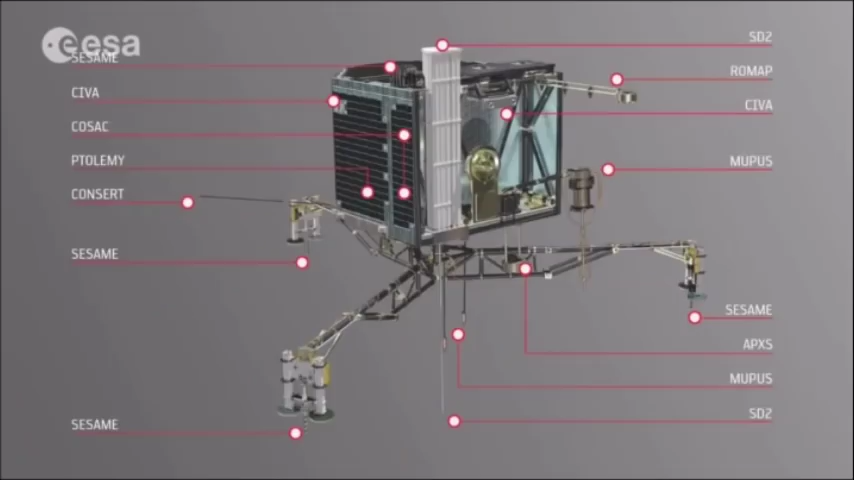 esa
SESAME
CIVA
COSAC
PTOLEMY
CONSERT
SESAME
SESAME
SD2
ROMAP
CIVA
MUPUS
SESAME
APXS
MUPUS
SD2